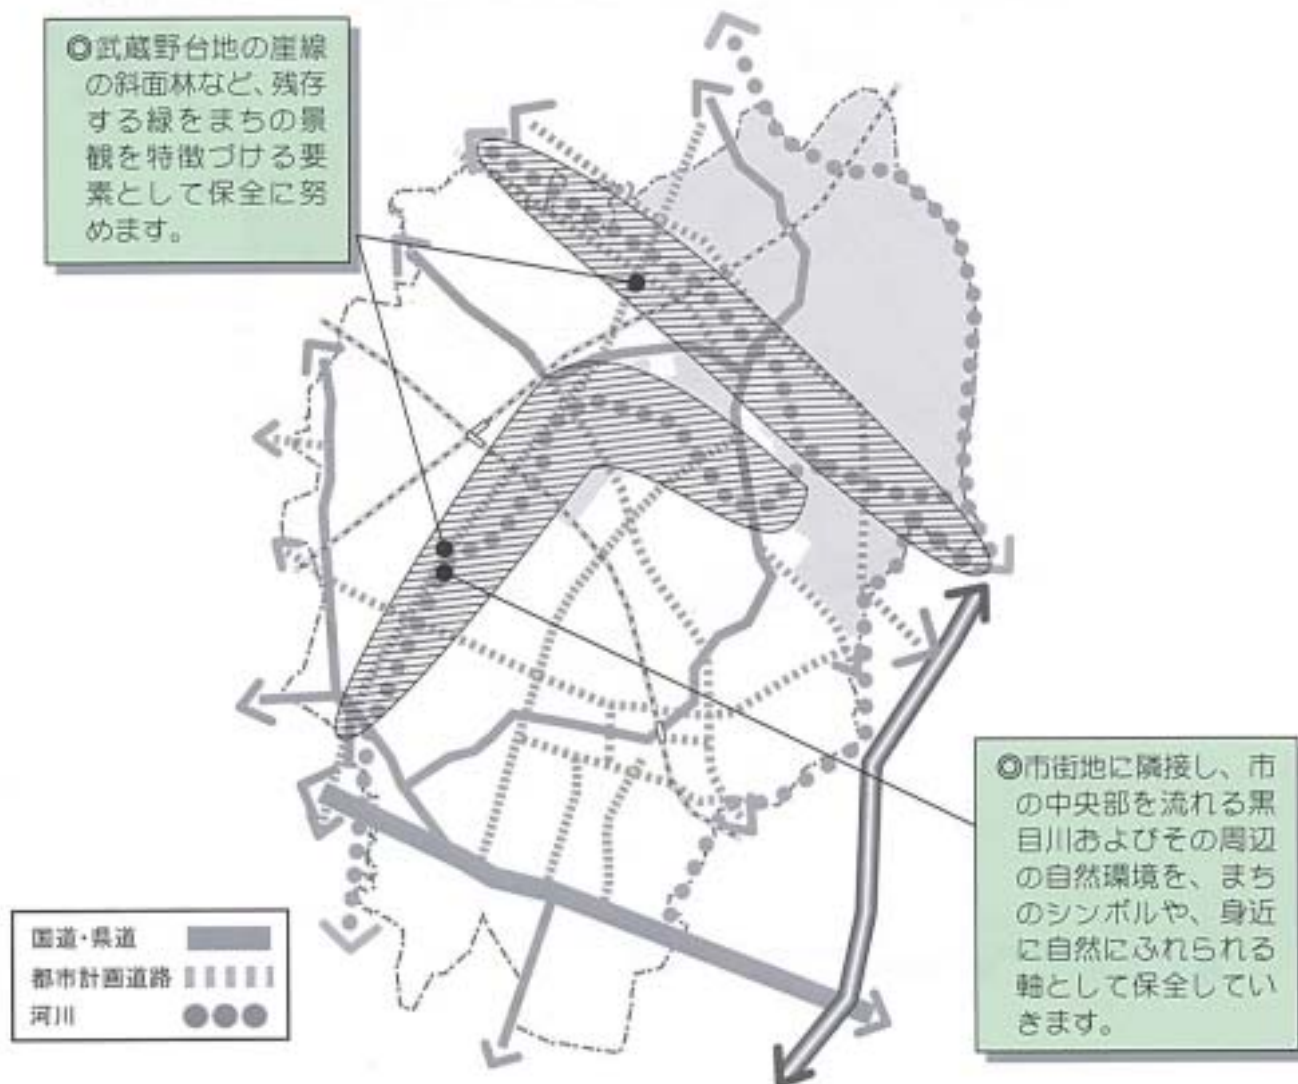 ◎武蔵野台地の崖線
の斜面林など、残存
する緑をまちの景
観を特徴づける要
素として保全に努
めます。
◎市街地に隣接し、市
の中央部を流れる黒
目川およびその周辺
の自然環境を、まち
のシンボルや、身近
に自然にふれられる
軸として保全してい
きます。
国道・県道
都市計画道路
河川